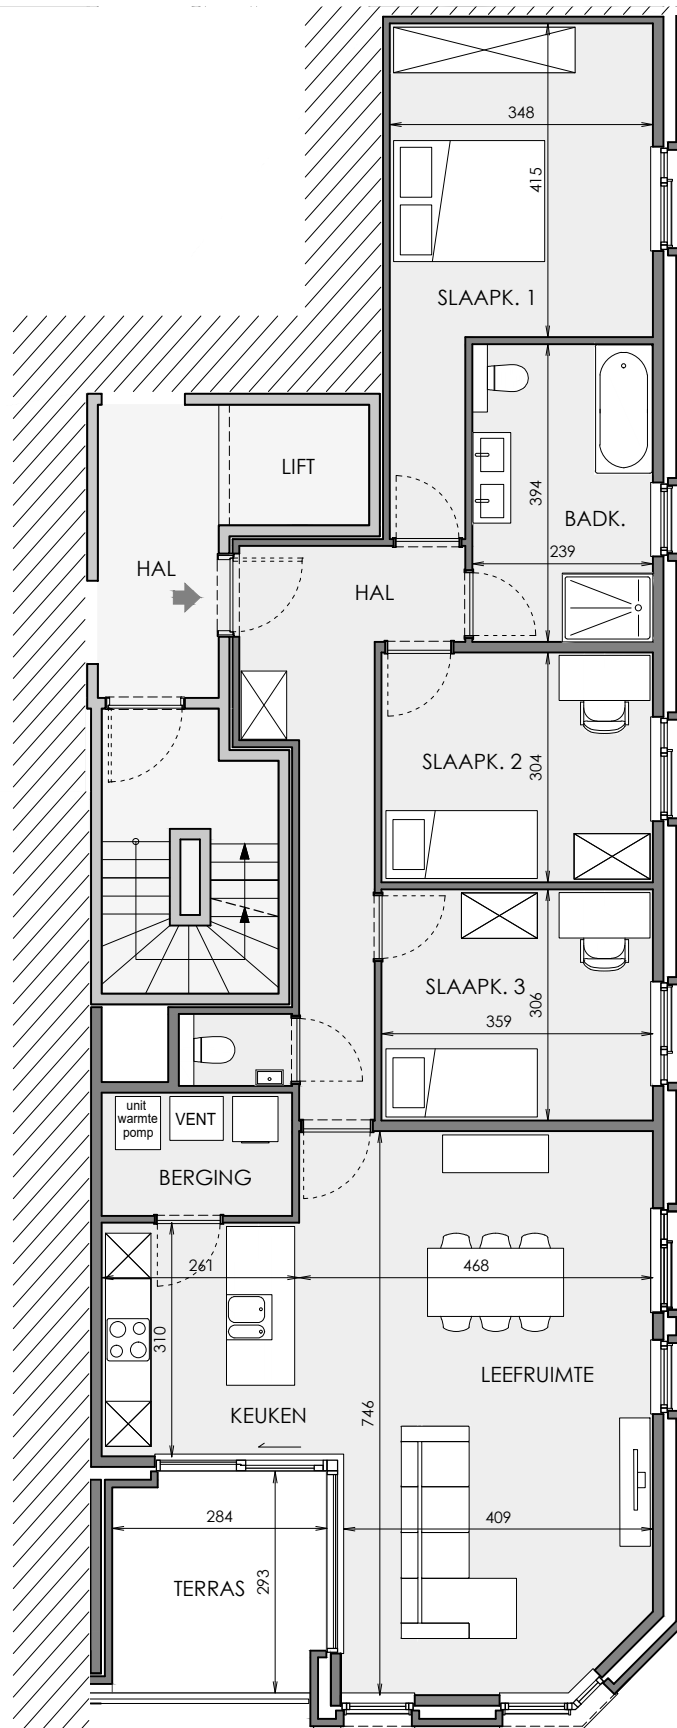 348
415
SLAAPK. 1
LIFT
394
BADK.
239
HAL
HAL
SLAAPK. 2
304
SLAAPK. 3
306
359
unit
warmte
pomp
VENT
BERGING
261
468
310
LEEFRUIMTE
KEUKEN
746
284
409
TERRAS
293